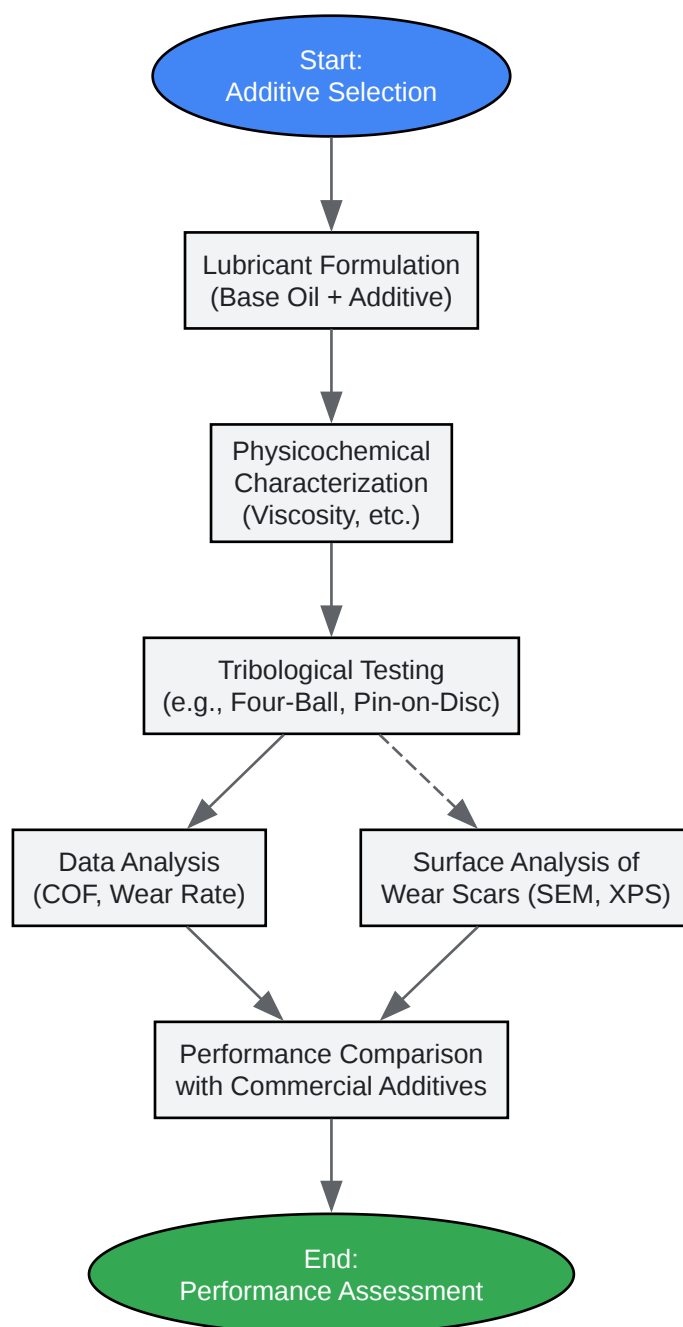 Start:
Additive Selection
Lubricant Formulation
(Base Oil + Additive)
Physicochemical
Characterization
(Viscosity, etc.)
Tribological Testing
(e.g., Four-Ball, Pin-on-Disc)
Data Analysis
(COF, Wear Rate)
Surface Analysis of
Wear Scars (SEM, XPS)
Performance Comparison
with Commercial Additives
End:
Performance Assessment